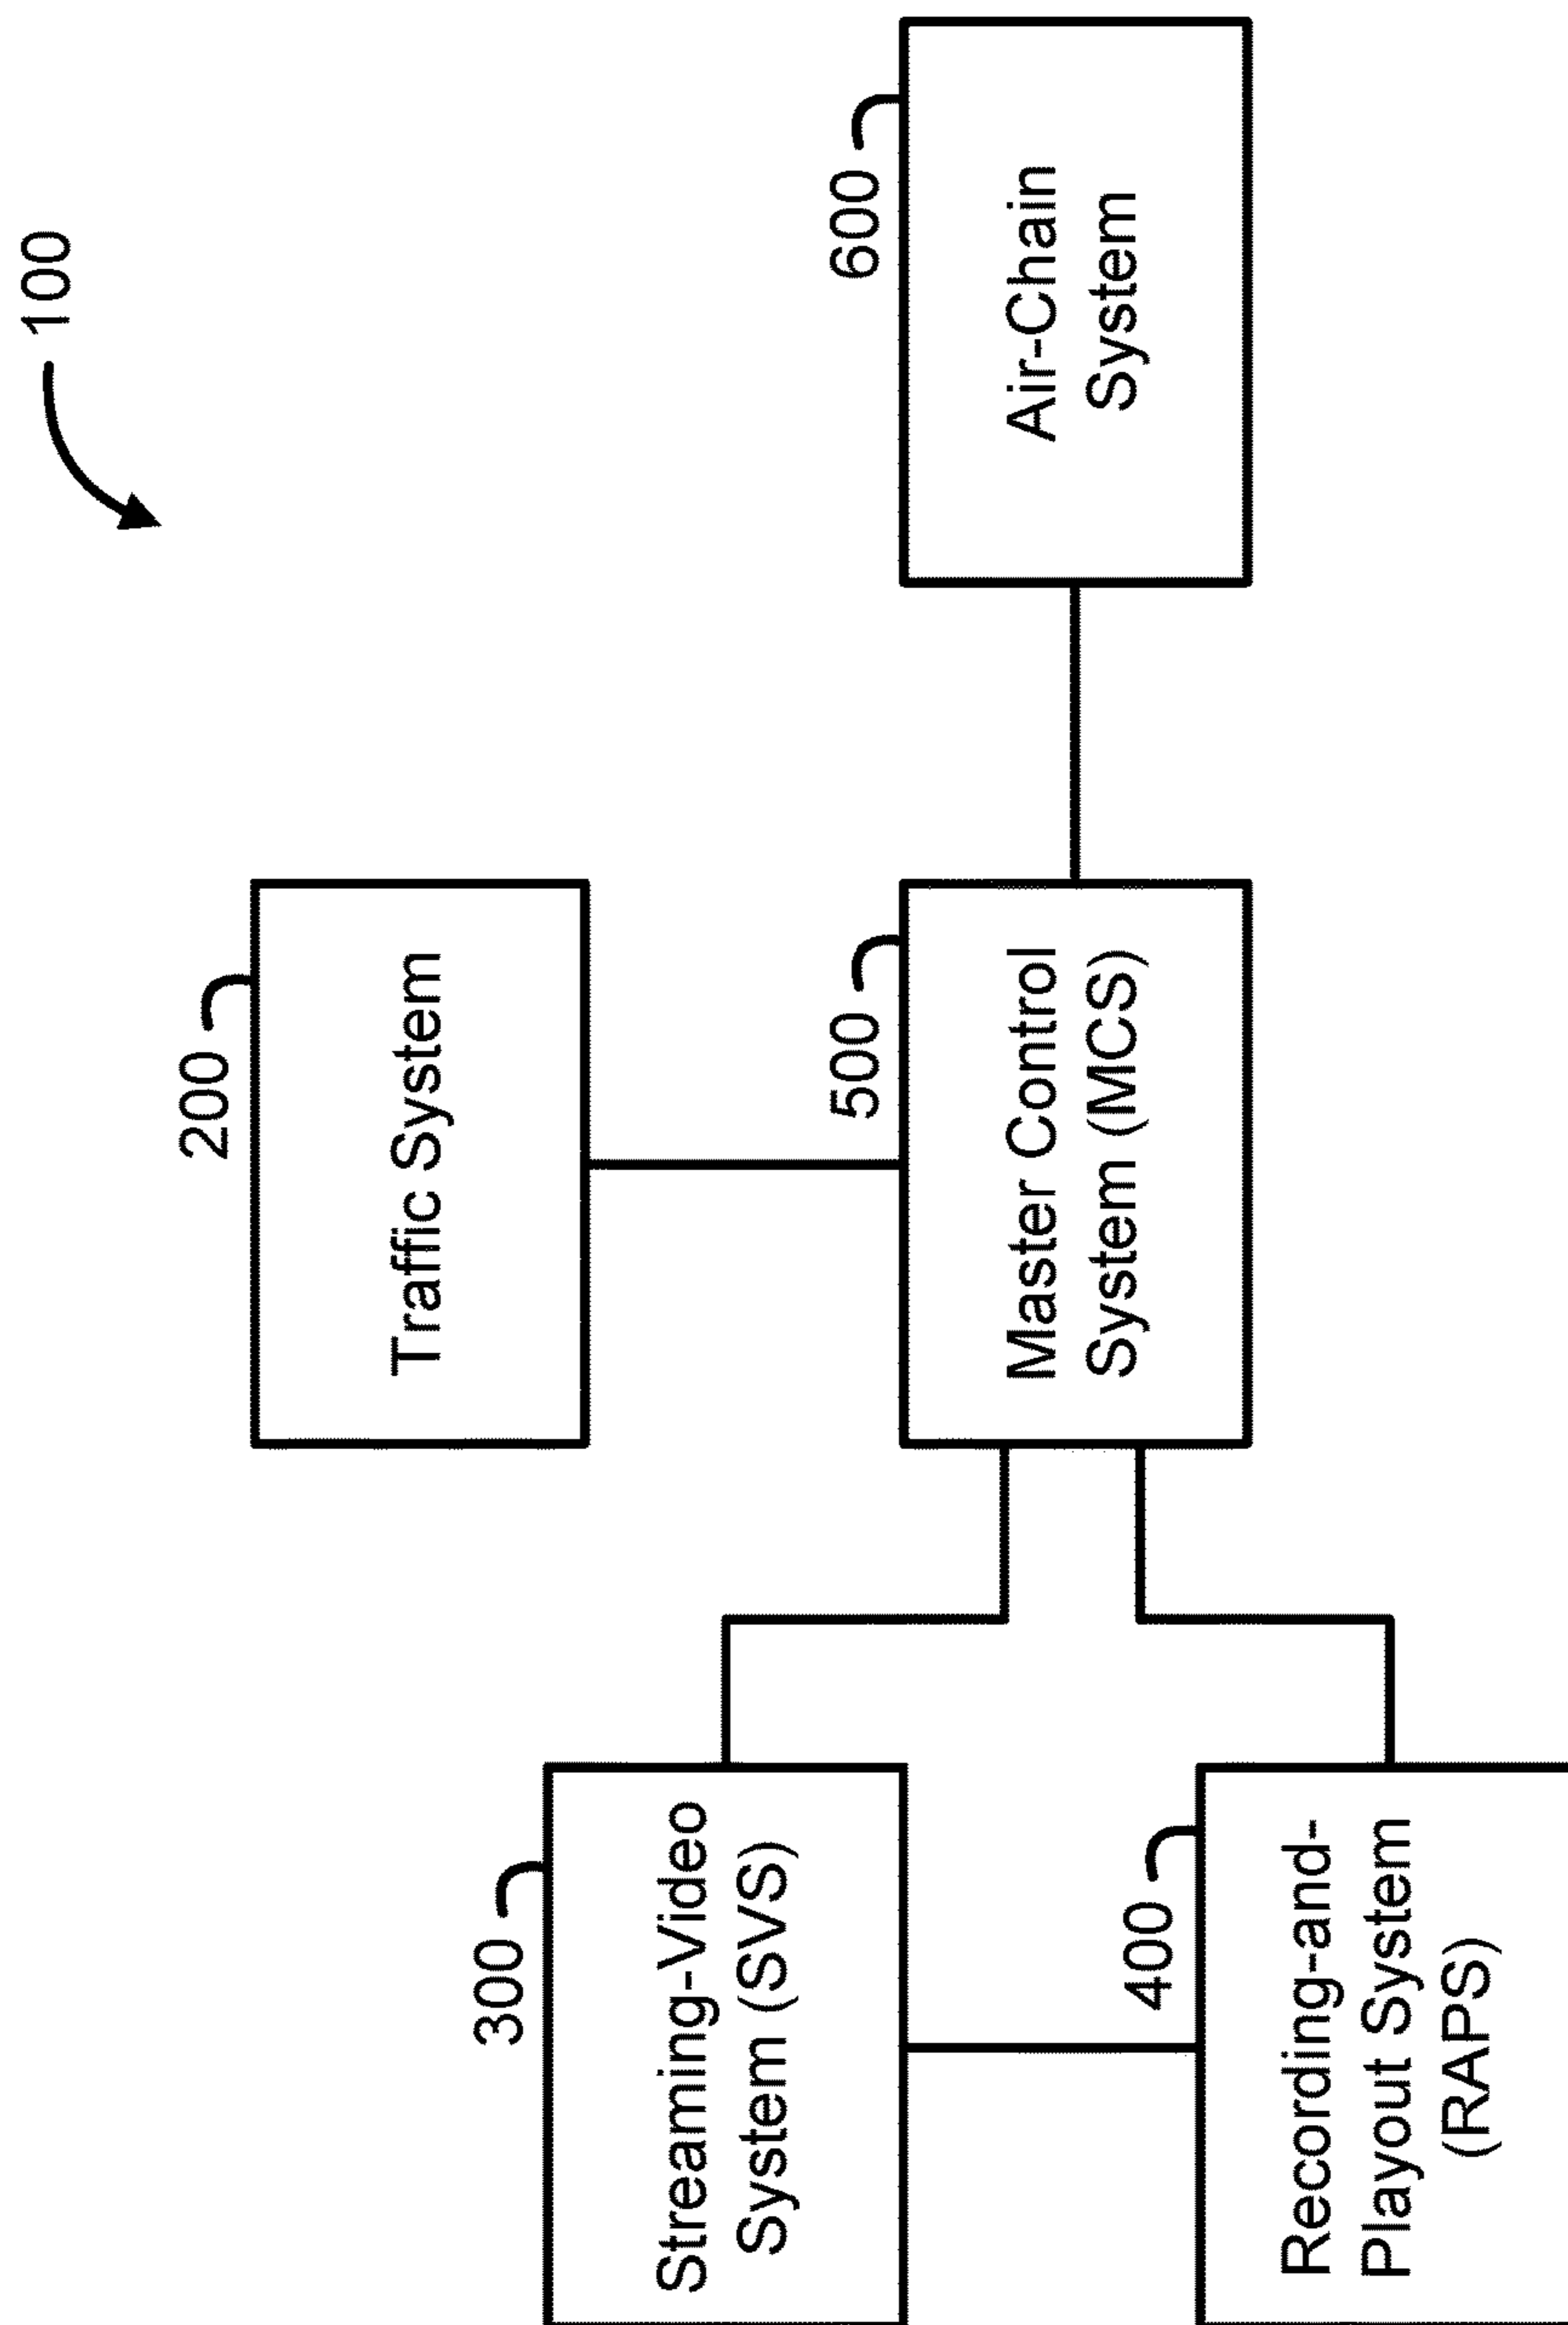 100
200
Traffic System
300
Streaming-Video
System (SVS)
500
Master Control
System (MCS)
600
Air-Chain
System
400
Recording-and-
Playout System
(RAPS)